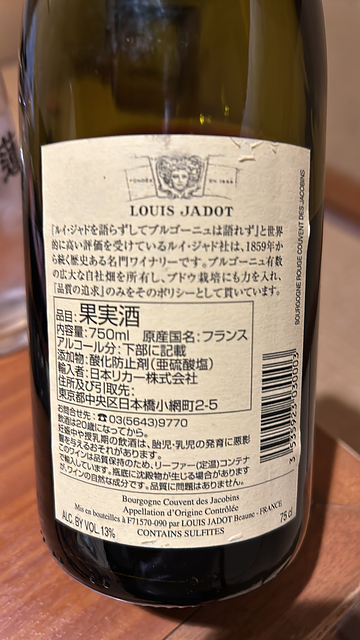 FONDÉE EN 1859
LOUIS JADOT
『ルイ・ジャドを語らずしてブルゴーニュは語れず』と世界
的に高い評価を受けているルイ・ジャド社は、1859年か
ら続く歴史ある名門ワイナリーです。ブルゴーニュ有数
の広大な自社畑を所有し、ブドウ栽培にも力を入れ、
『品質の追求』のみをそのポリシーとして貫いています。
品目:果実酒
内容量:750ml 原産国名:フランス
アルコール分:下部に記載
添加物:酸化防止剤(亜硫酸塩)
輸入者:日本リカー株式会社
住所及び引取先:
東京都中央区日本橋小網町2-5
お問合せ先:☎03(5643)9770
飲酒は20歳になってから。
妊娠中や授乳期の飲酒は、胎児・乳児の発育に悪影
響を与えるおそれがあります。
このワインは品質保持のため、リーファー(定温)コンテナ
で輸入しています。瓶底に沈殿物が生じる場合があります
が、ワインの自然な成分です。品質に問題はありません。
Bourgogne Couvent des Jacobins
Appellation d'Origine Contrôlée
Mis en bouteilles à F71570-090 par LOUIS JADOT Beaune - FRANCE
ALC. BY VOL 13%
CONTAINS SULFITES
75 cl
BOURGOGNE ROUGE COUVENT DES JACOBINS
3 535923 030003